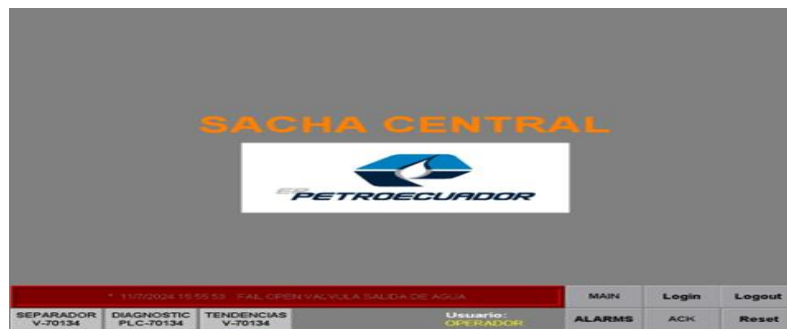 SACHA CENTRAL
EP PETROECUADOR
* 11/7/2024 15:55:53 FAIL OPEN VALVULA SALIDA DE AGUA
MAIN Login Logout
SEPARADOR DIAGNOSTIC TENDENCIAS Usuario:
V-70134 PLC-70134 V-70134 OPERADOR ALARMS ACK Reset